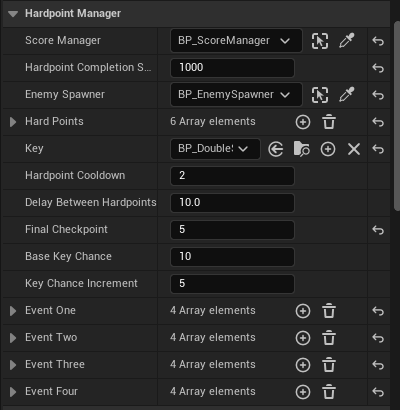 Hardpoint Manager
Score Manager BP_ScoreManager
Hardpoint Completion S... 1000
Enemy Spawner BP_EnemySpawner
Hard Points 6 Array elements
Key BP_Double
Hardpoint Cooldown 2
Delay Between Hardpoints 10.0
Final Checkpoint 5
Base Key Chance 10
Key Chance Increment 5
Event One 4 Array elements
Event Two 4 Array elements
Event Three 4 Array elements
Event Four 4 Array elements